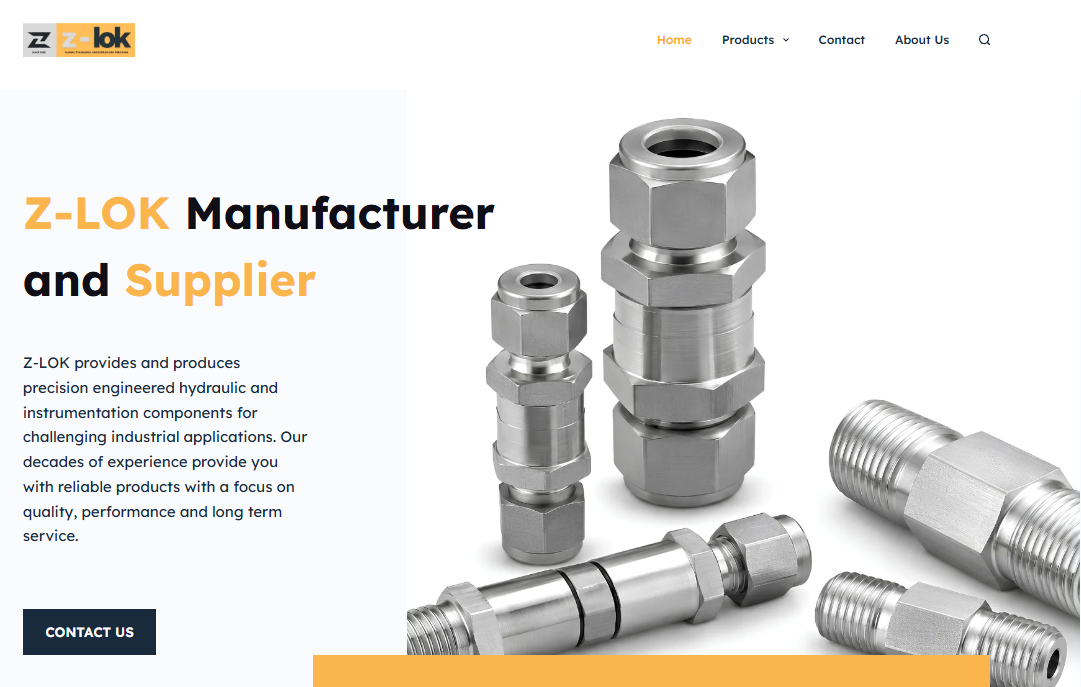 z-lok
Home Products Contact About Us
Z-LOK Manufacturer
and Supplier
Z-LOK provides and produces
precision engineered hydraulic and
instrumentation components for
challenging industrial applications. Our
decades of experience provide you
with reliable products with a focus on
quality, performance and long term
service.
CONTACT US